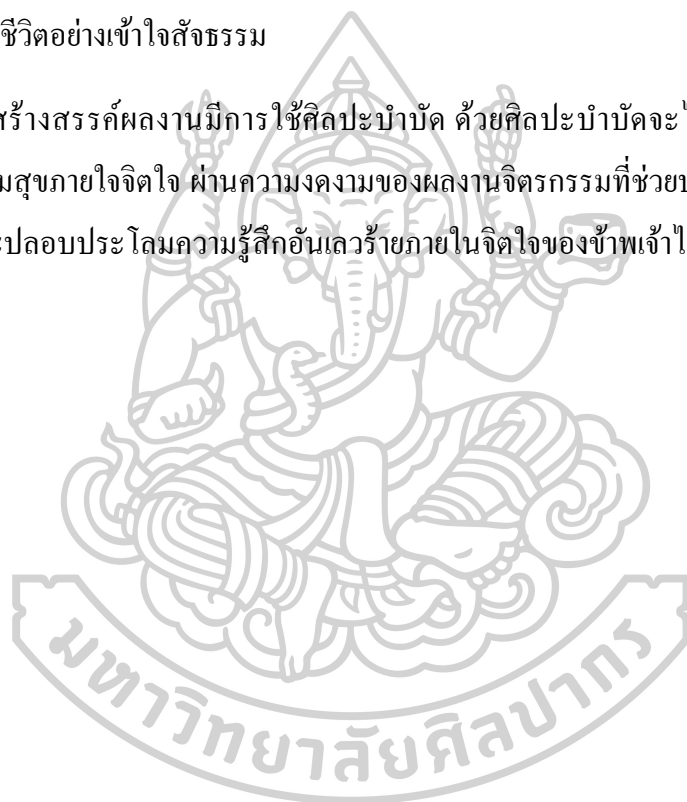 ชีวิตอย่างเข้าใจสัจธรรม
สร้างสรรค์ผลงานมีการใช้ศิลปะบำบัด ด้วยศิลปะบำบัดจะ
มสุขภายใจจิตใจ ผ่านความงดงามของผลงานจิตรกรรมที่ช่วย
ะปลอบประโลมความรู้สึกอันเลวร้ายภายในจิตใจของข้าพเจ้า
มหาวิทยาลัยศิลปากร